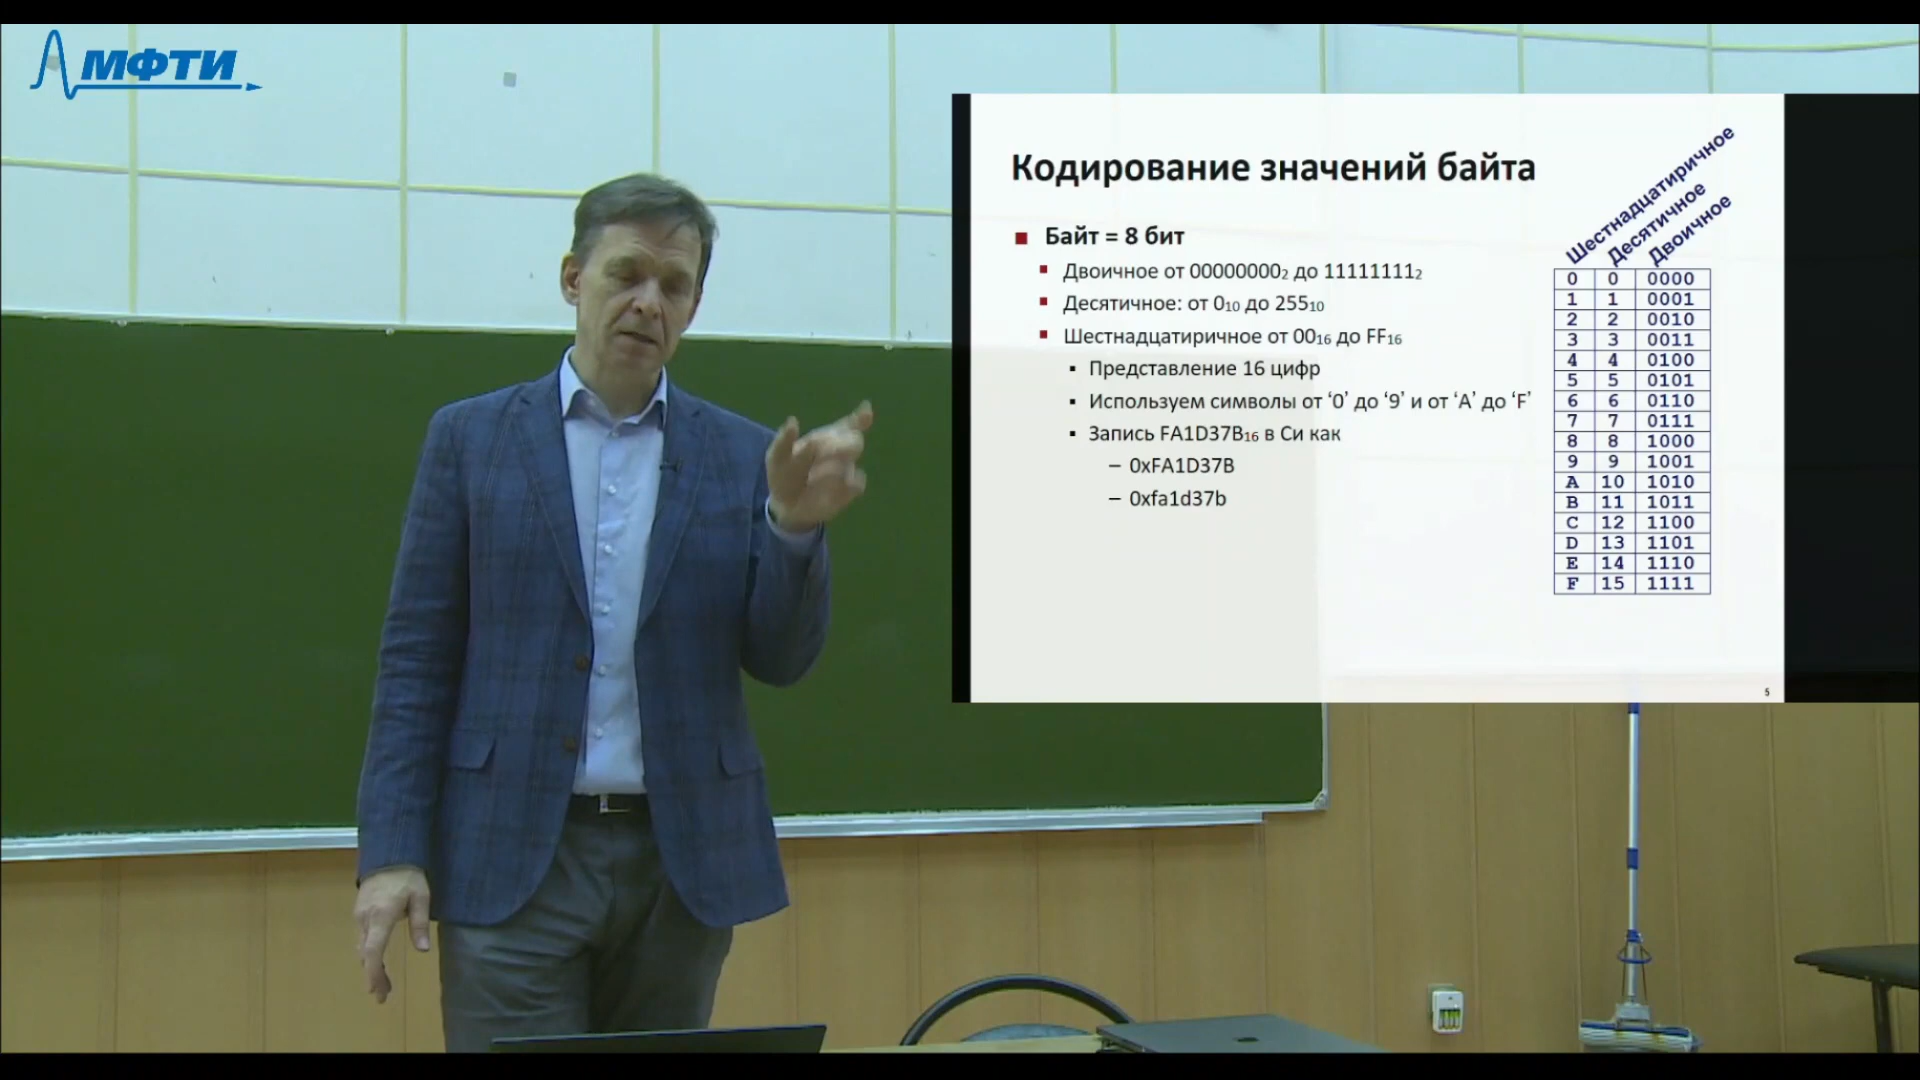 МФТИ
Кодирование значений байта
Байт = 8 бит
Двоичное от 00000000₂ до 11111111₂
Десятичное: от 0₁₀ до 255₁₀
Шестнадцатиричное от 00₁₆ до FF₁₆
Представление 16 цифр
Используем символы от ‘0’ до ‘9’ и от ‘A’ до ‘F’
Запись FA1D37B₁₆ в Си как
– 0xFA1D37B
– 0xfa1d37b
Шестнадцатиричное Десятичное Двоичное
0 0 0000
1 1 0001
2 2 0010
3 3 0011
4 4 0100
5 5 0101
6 6 0110
7 7 0111
8 8 1000
9 9 1001
A 10 1010
B 11 1011
C 12 1100
D 13 1101
E 14 1110
F 15 1111
5